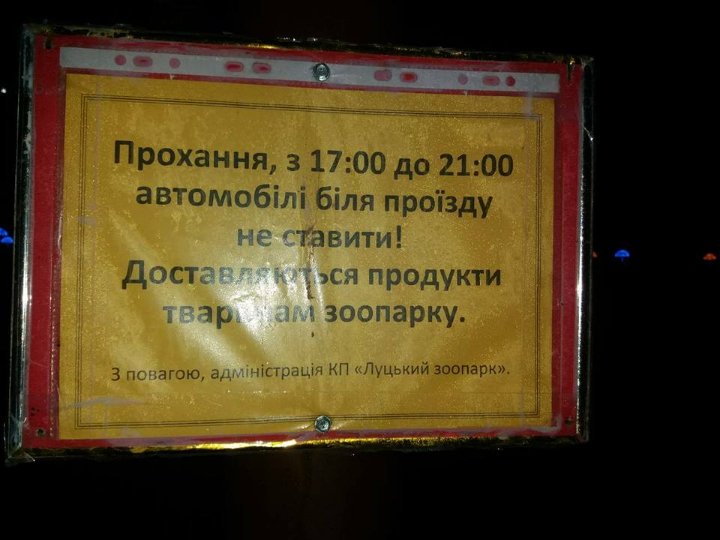 Прохання, з 17:00 до 21:00
автомобілі біля проїзду
не ставити!
Доставляються продукти
тваринам зоопарку.
З повагою, адміністрація КП «Луцький зоопарк».